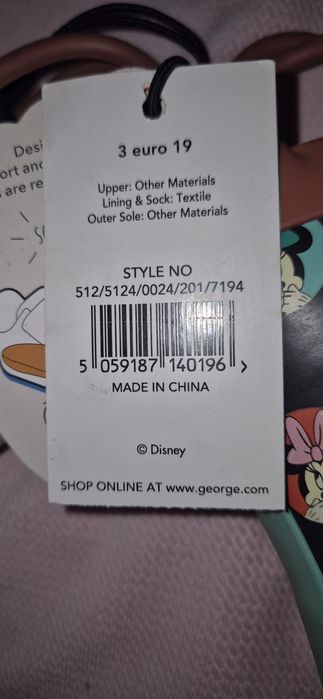 3 euro 19
Upper: Other Materials
Lining & Sock: Textile
Outer Sole: Other Materials
STYLE NO
512/5124/0024/201/7194
5 059187 140196 >
MADE IN CHINA
© Disney
SHOP ONLINE AT www.george.com